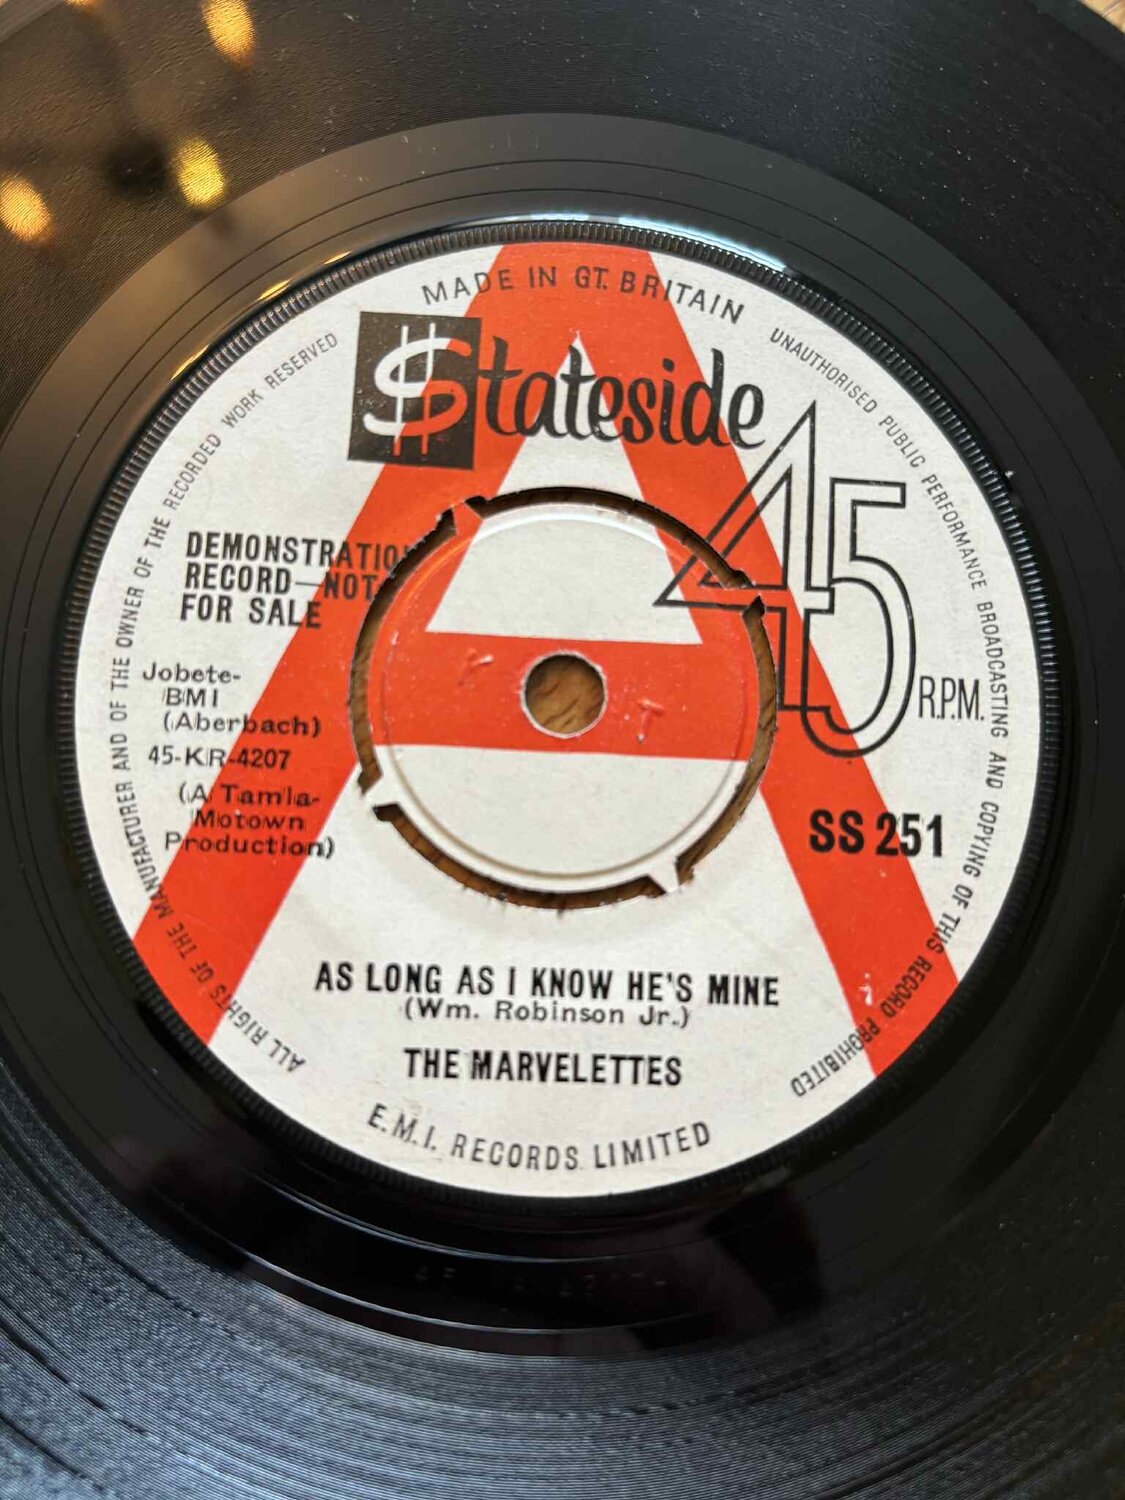 MADE IN GT. BRITAIN
$tateside
45
R.P.M.
DEMONSTRATION
RECORD—NOT
FOR SALE
Jobete-
BMI
(Aberbach)
45-KR-4207
(A Tamla-
Motown
Production)
SS 251
AS LONG AS I KNOW HE'S MINE
(Wm. Robinson Jr.)
THE MARVELETTES
E.M.I. RECORDS LIMITED
ALL RIGHTS OF THE MANUFACTURER AND OF THE OWNER OF THE RECORDED WORK RESERVED
UNAUTHORISED PUBLIC PERFORMANCE BROADCASTING AND COPYING OF THIS RECORD PROHIBITED
A